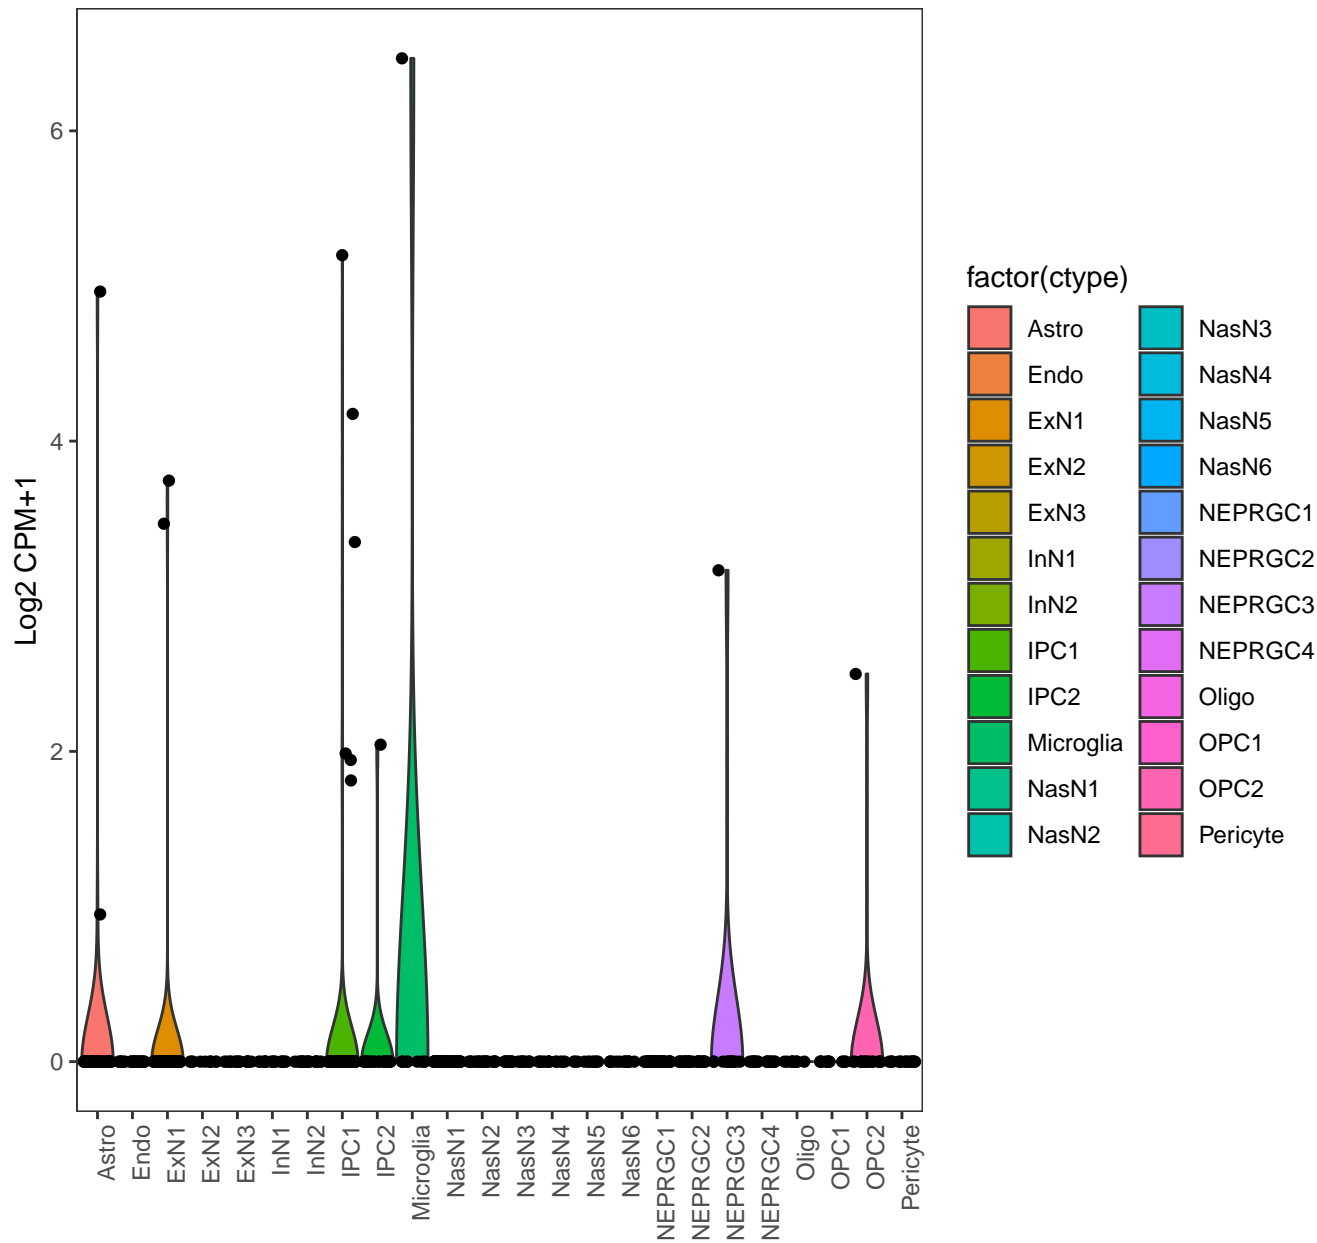 6
4
2
0
Log2 CPM+1
Astro
Endo
ExN1
ExN2
ExN3
InN1
InN2
IPC1
IPC2
Microglia
NasN1
NasN2
NasN3
NasN4
NasN5
NasN6
NEPRGC1
NEPRGC2
NEPRGC3
NEPRGC4
Oligo
OPC1
OPC2
Pericyte
factor(ctype)
Astro
Endo
ExN1
ExN2
ExN3
InN1
InN2
IPC1
IPC2
Microglia
NasN1
NasN2
NasN3
NasN4
NasN5
NasN6
NEPRGC1
NEPRGC2
NEPRGC3
NEPRGC4
Oligo
OPC1
OPC2
Pericyte